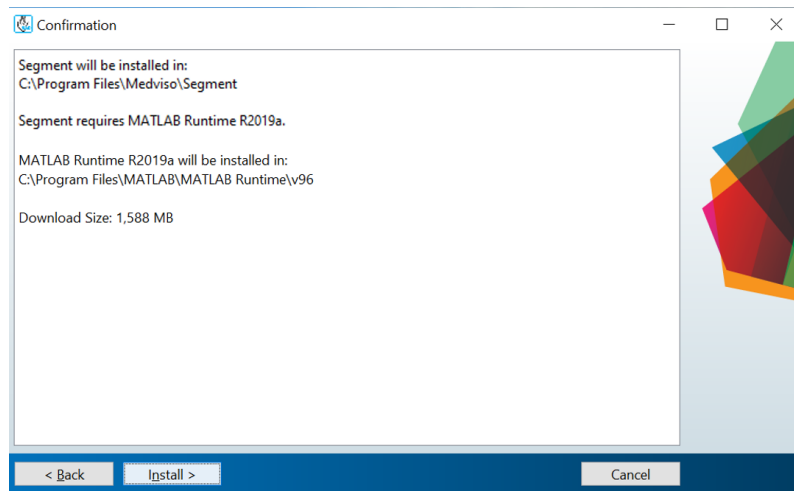 Confirmation
Segment will be installed in:
C:\Program Files\Medviso\Segment
Segment requires MATLAB Runtime R2019a.
MATLAB Runtime R2019a will be installed in:
C:\Program Files\MATLAB\MATLAB Runtime\v96
Download Size: 1,588 MB
< Back
Install >
Cancel